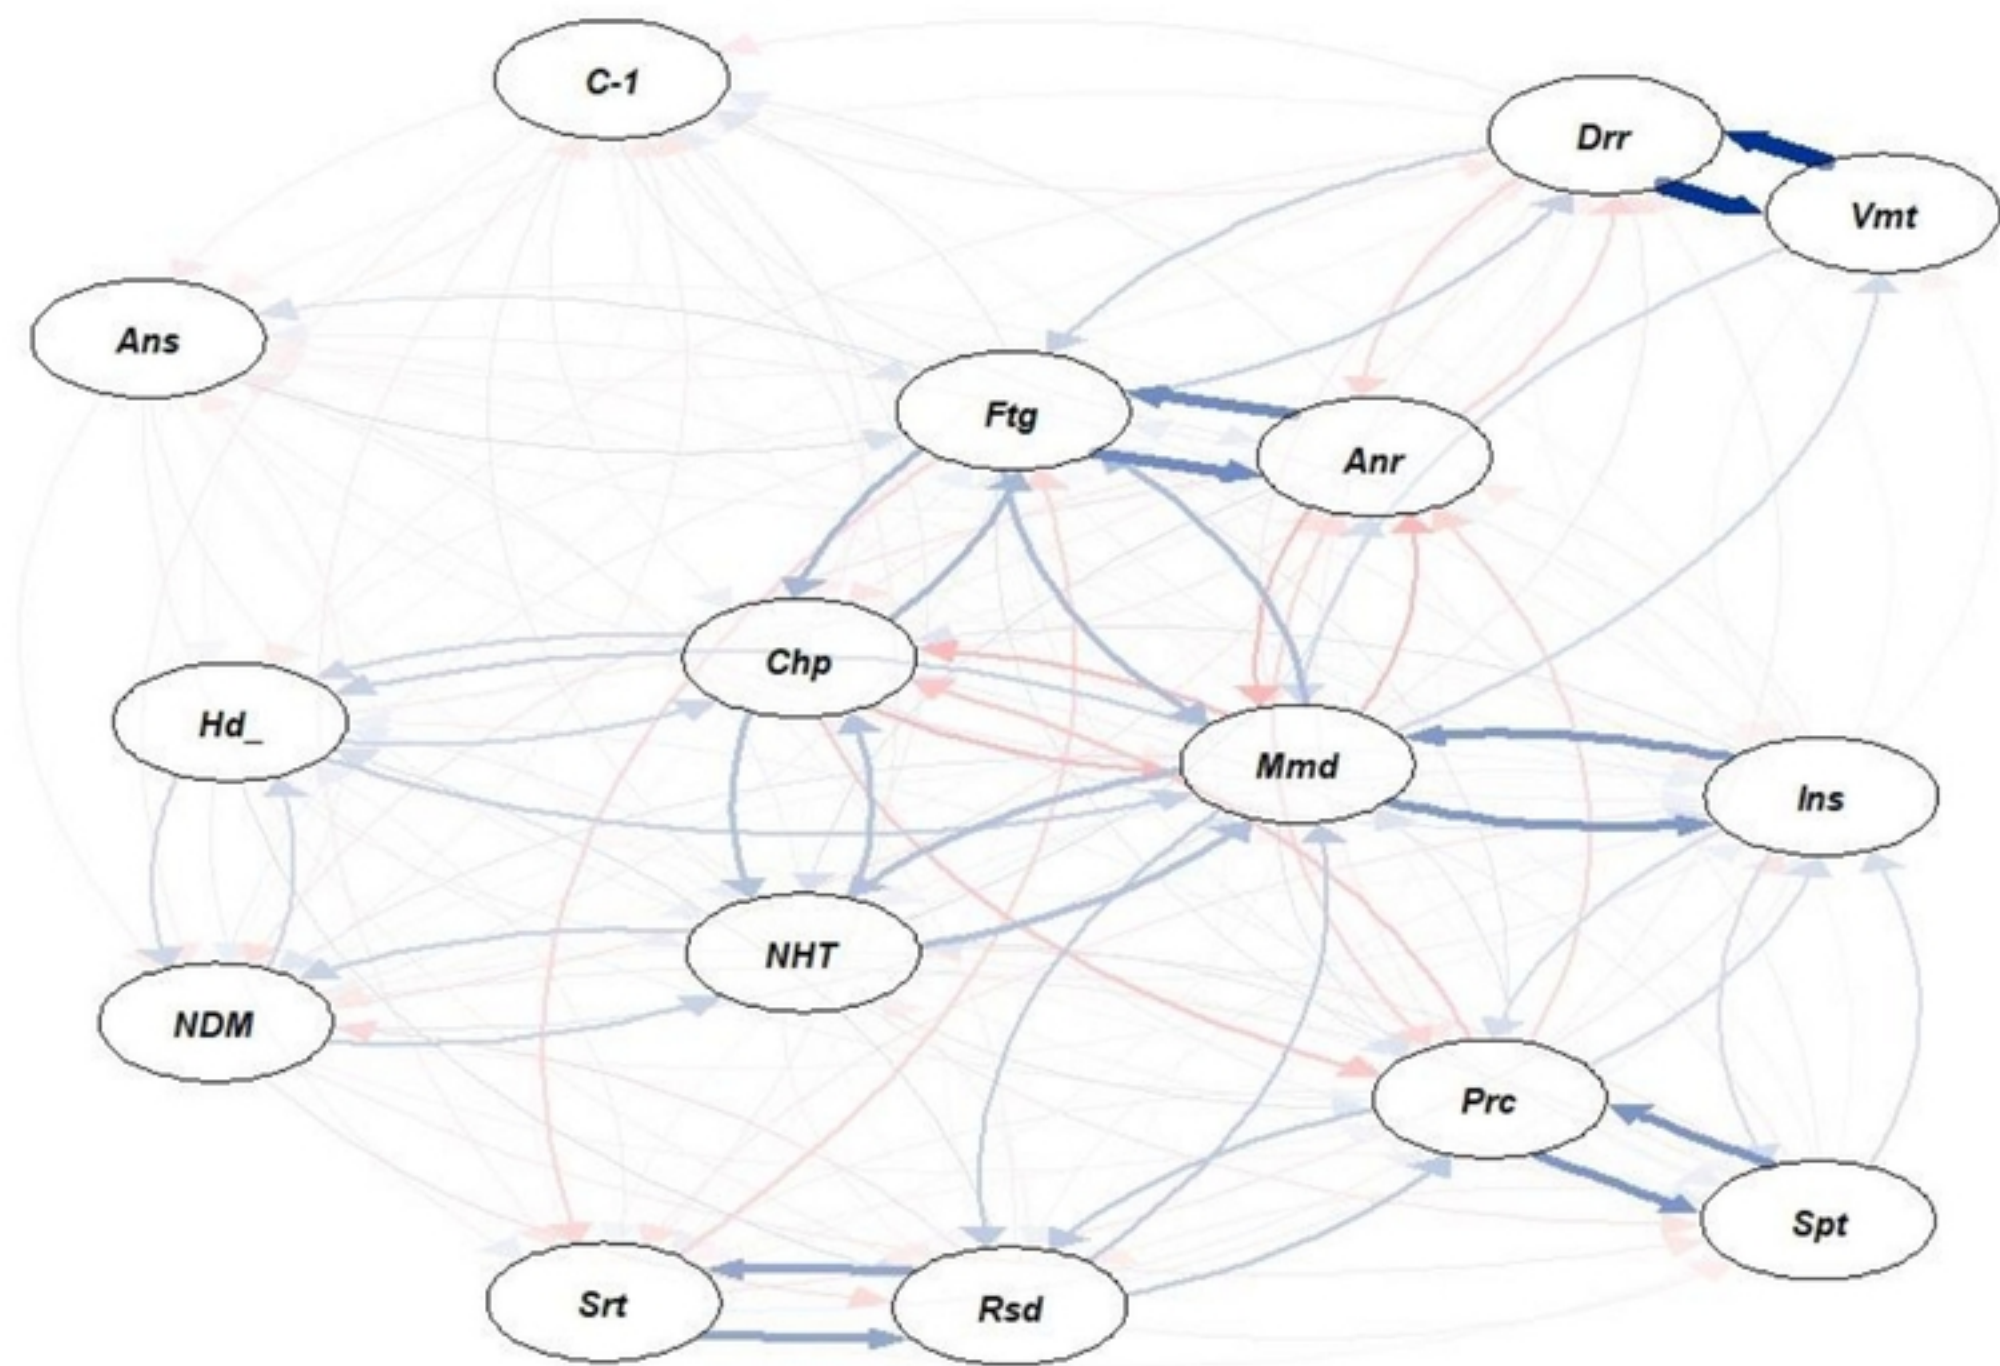 C-1
Drr
Vmt
Ans
Ftg
Anr
Chp
Hd_
Mmd
Ins
NHT
NDM
Prc
Spt
Srt
Rsd